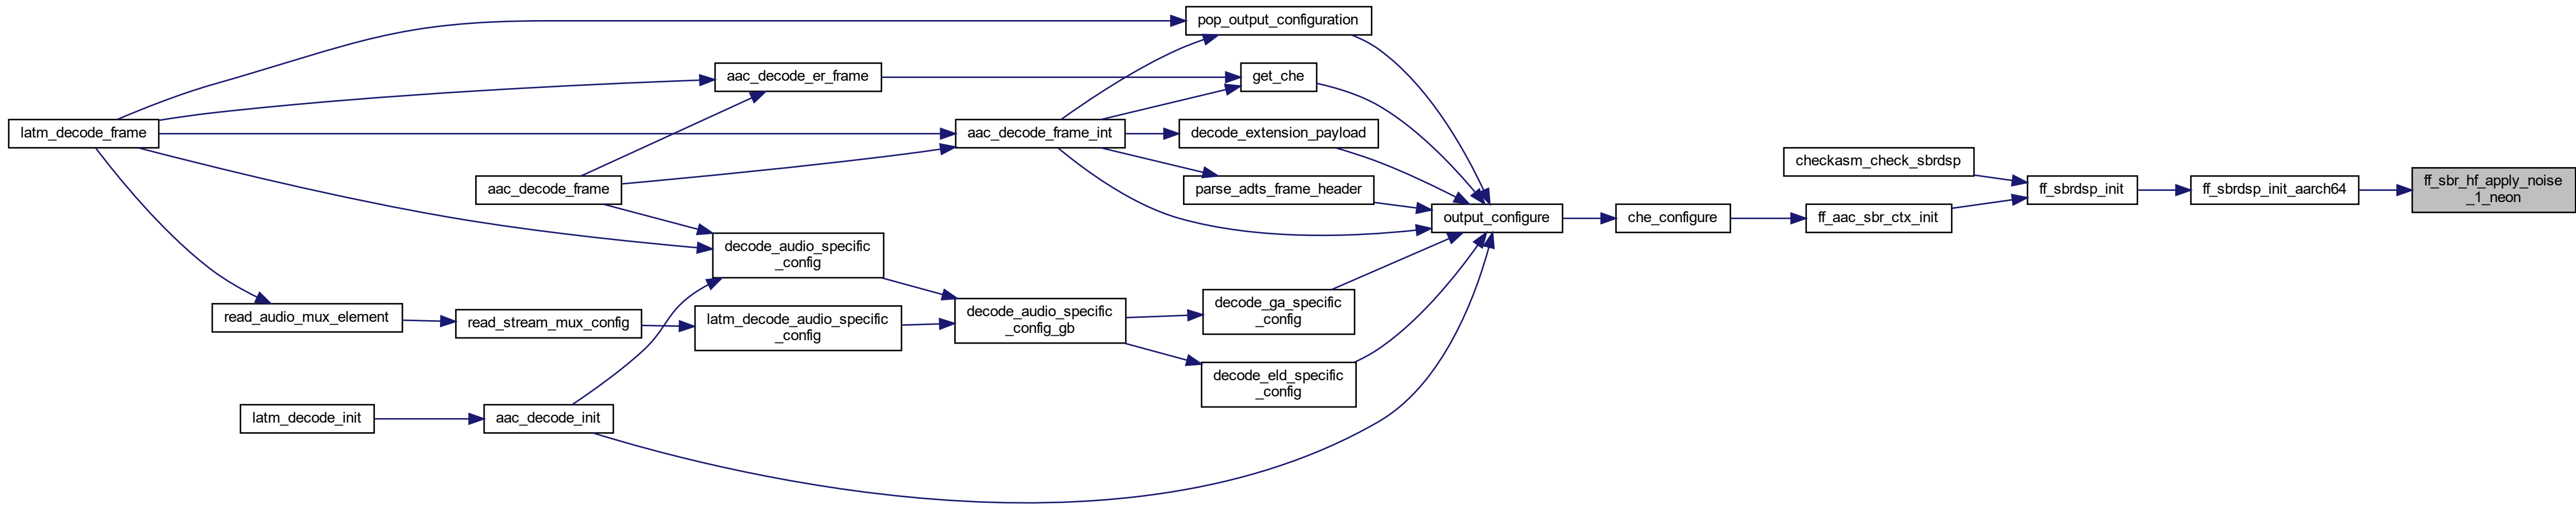 pop_output_configuration
aac_decode_er_frame
get_che
latm_decode_frame
aac_decode_frame_int
decode_extension_payload
checkasm_check_sbrdsp
aac_decode_frame
parse_adts_frame_header
ff_sbrdsp_init
ff_sbrdsp_init_aarch64
ff_sbr_hf_apply_noise
_1_neon
output_configure
che_configure
ff_aac_sbr_ctx_init
decode_audio_specific
_config
read_audio_mux_element
read_stream_mux_config
latm_decode_audio_specific
_config
decode_audio_specific
_config_gb
decode_ga_specific
_config
decode_eld_specific
_config
latm_decode_init
aac_decode_init